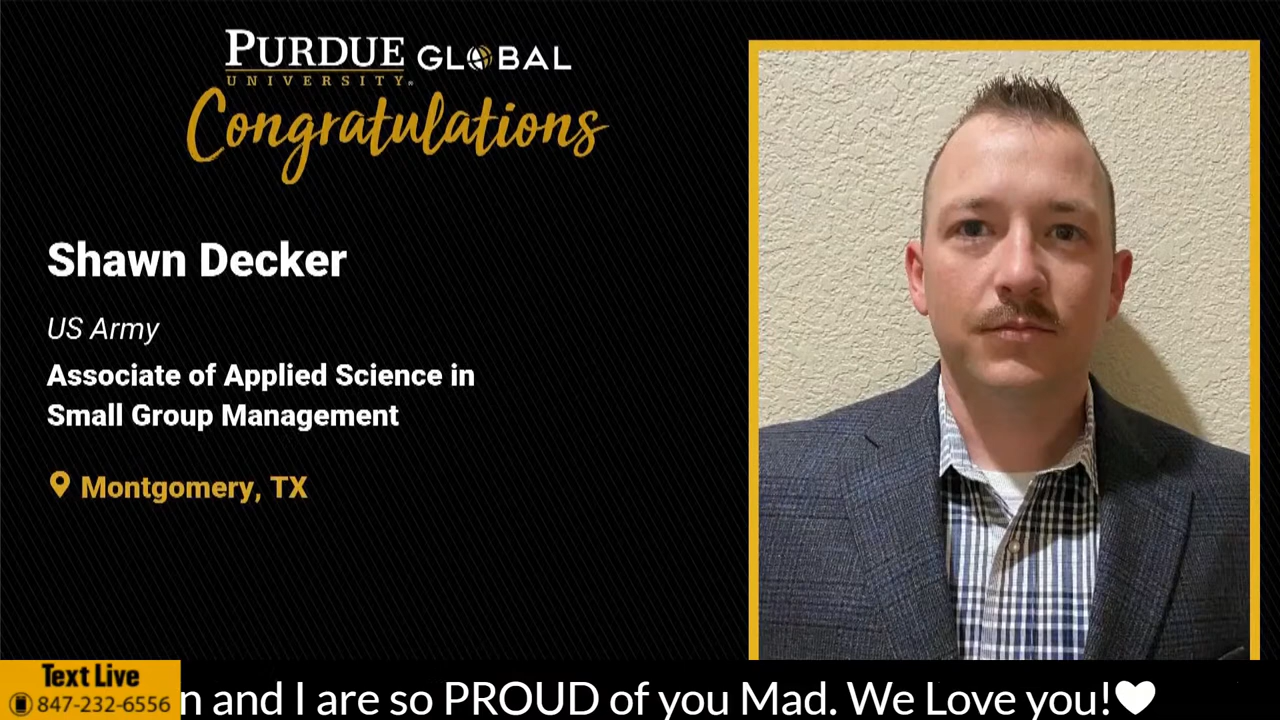 PURDUE GLOBAL
UNIVERSITY®
Congratulations
Shawn Decker
US Army
Associate of Applied Science in
Small Group Management
Montgomery, TX
Text Live
847-232-6556
n and I are so PROUD of you Mad. We Love you!